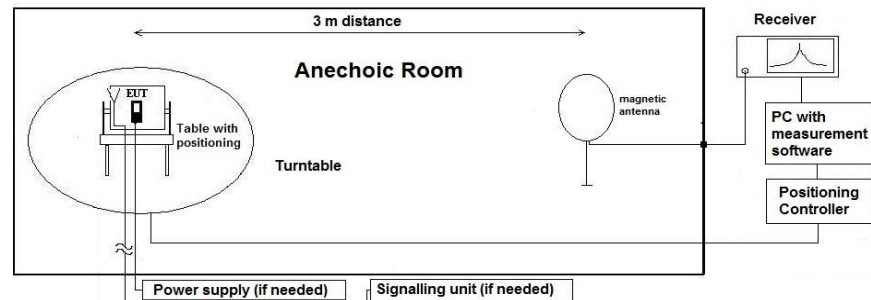 3 m distance
Receiver
Anechoic Room
EUT
magnetic
antenna
Table with
positioning
PC with
measurement
software
Turntable
Positioning
Controller
Power supply (if needed)
Signalling unit (if needed)